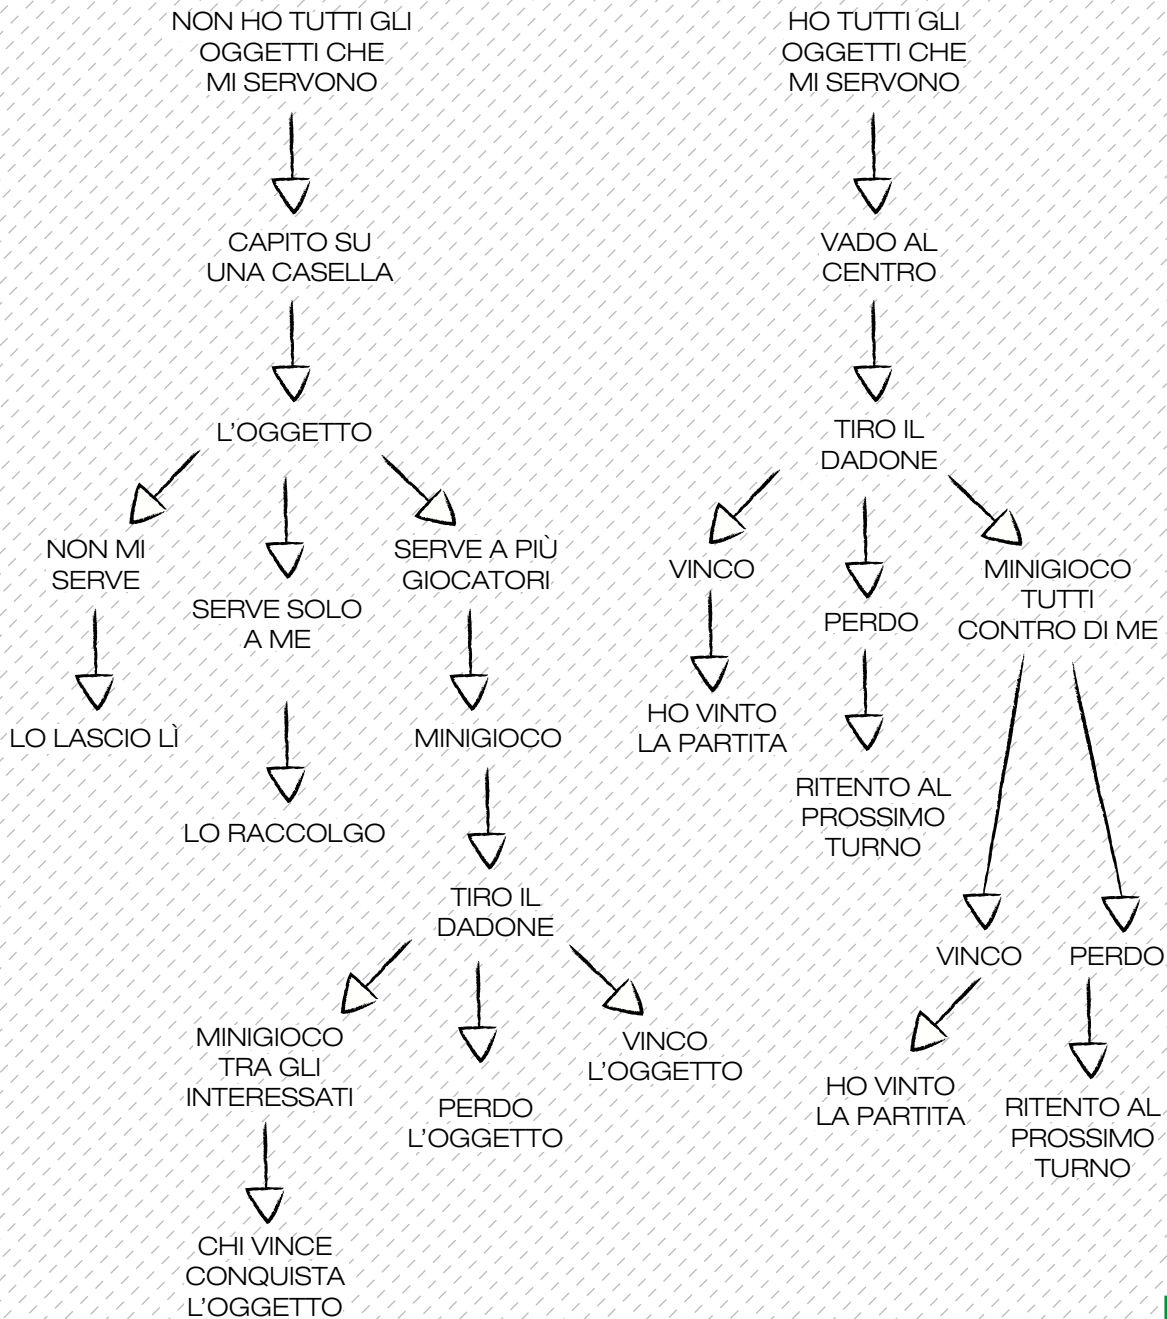 NON HO TUTTI GLI
OGGETTI CHE
MI SERVONO
CAPITO SU
UNA CASELLA
L'OGGETTO
NON MI
SERVE
LO LASCIO LÌ
SERVE SOLO
A ME
LO RACCOLGO
SERVE A PIÙ
GIOCATORI
MINIGIOCO
TIRO IL
DADONE
MINIGIOCO
TRA GLI
INTERESSATI
CHI VINCE
CONQUISTA
L'OGGETTO
PERDO
L'OGGETTO
VINCO
L'OGGETTO
HO TUTTI GLI
OGGETTI CHE
MI SERVONO
VADO AL
CENTRO
TIRO IL
DADONE
VINCO
HO VINTO
LA PARTITA
PERDO
RITENTO AL
PROSSIMO
TURNO
MINIGIOCO
TUTTI
CONTRO DI ME
VINCO
HO VINTO
LA PARTITA
PERDO
RITENTO AL
PROSSIMO
TURNO